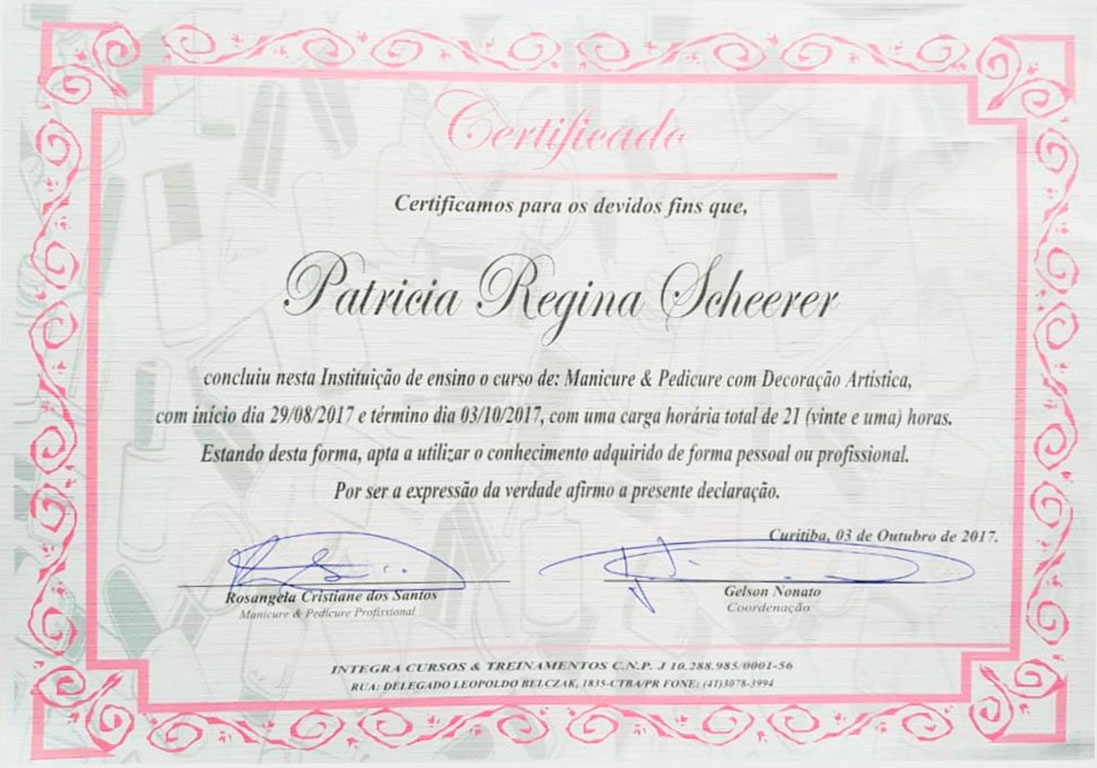 Certificado
Certificamos para os devidos fins que,
Patricia Regina Scheerer
concluiu nesta Instituição de ensino o curso de: Manicure & Pedicure com Decoração Artística,
com início dia 29/08/2017 e término dia 03/10/2017, com uma carga horária total de 21 (vinte e uma) horas.
Estando desta forma, apta a utilizar o conhecimento adquirido de forma pessoal ou profissional.
Por ser a expressão da verdade afirmo a presente declaração.
Curitiba, 03 de Outubro de 2017.
Rosangela Cristiane dos Santos
Manicure & Pedicure Profissional
Gelson Nonato
Coordenação
INTEGRA CURSOS & TREINAMENTOS C.N.P. J 10.288.985/0001-56
RUA: DELEGADO LEOPOLDO BELCZAK, 1835-CTBA/PR FONE: (41)3078-3994